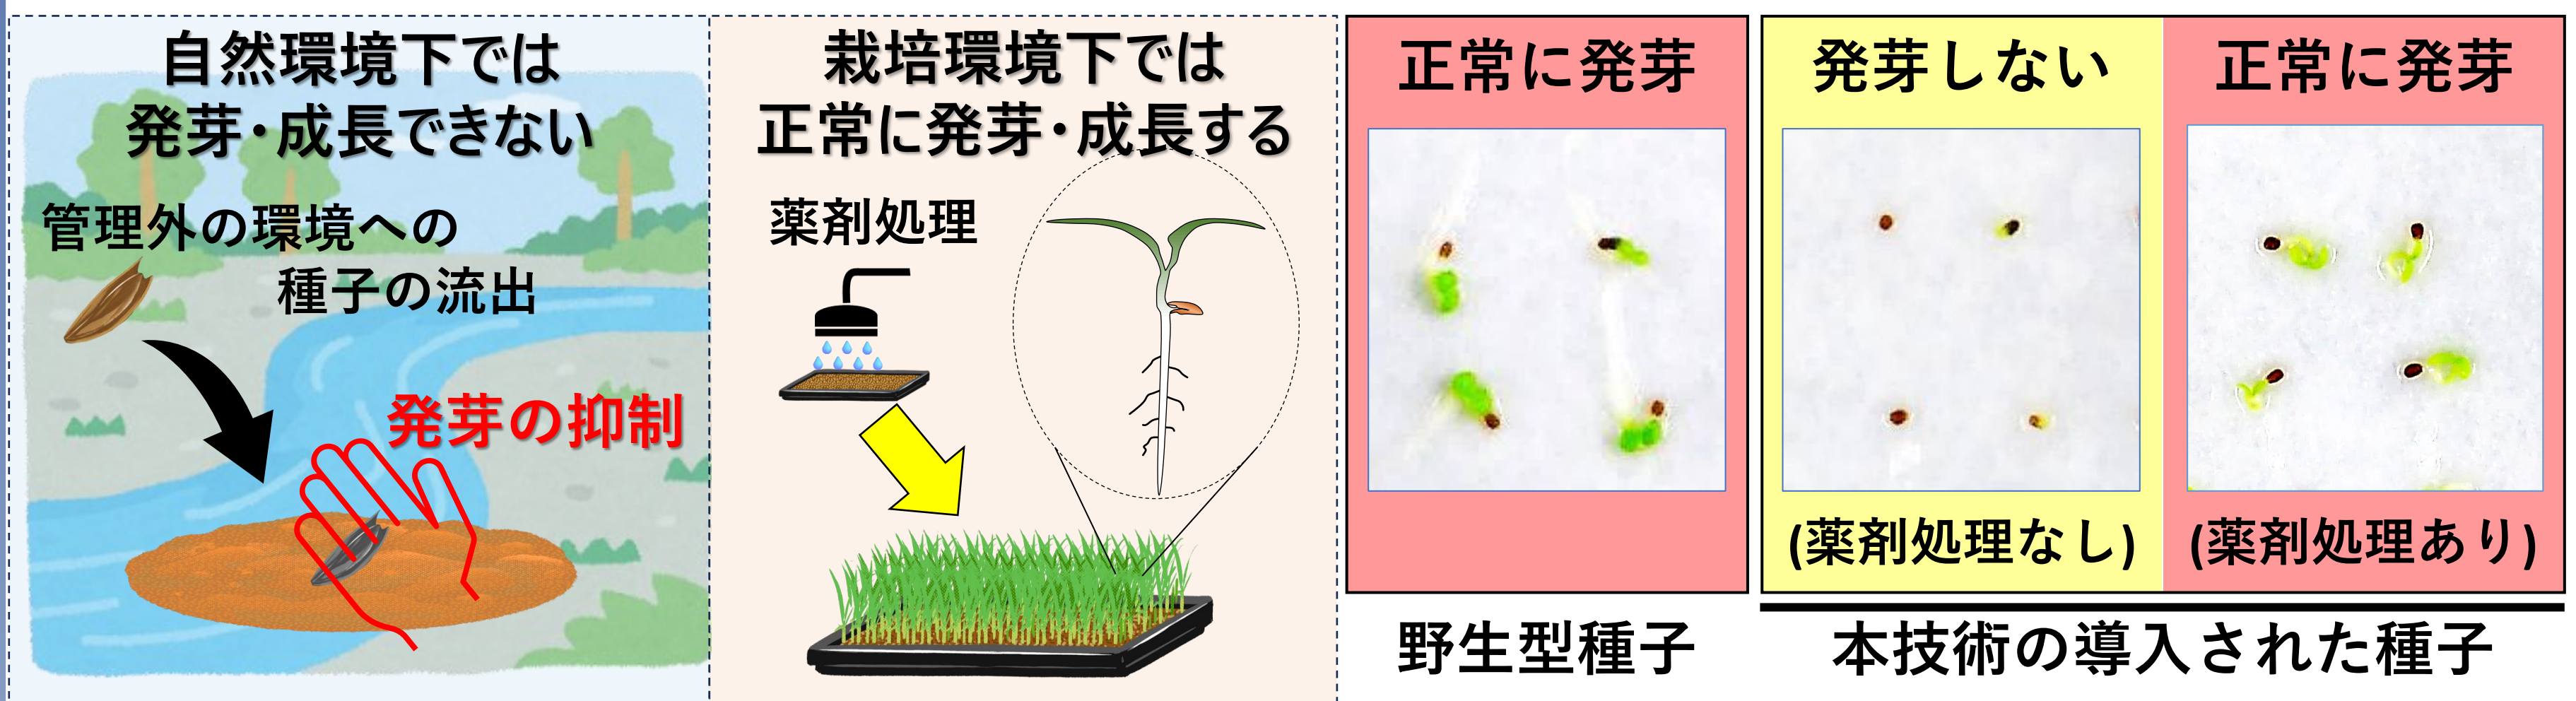 自然環境下では
発芽・成長できない
管理外の環境への
種子の流出
発芽の抑制
栽培環境下では
正常に発芽・成長する
薬剤処理
正常に発芽
野生型種子
発芽しない
(薬剤処理なし)
正常に発芽
(薬剤処理あり)
本技術の導入された種子